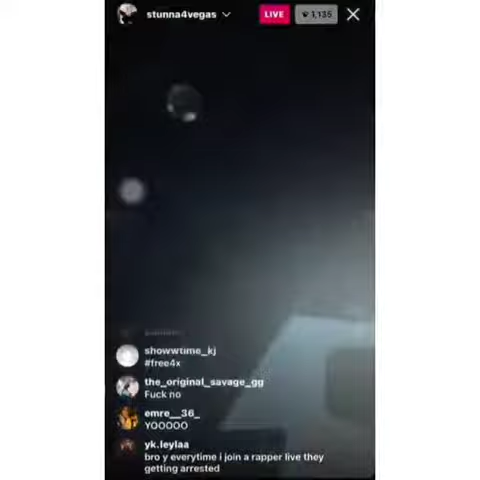 stunna4vegas
LIVE
1,135
showwtime_kj
#free4x
the_original_savage_gg
Fuck no
emre__36_
YOOOOO
yk.leylaa
bro y everytime i join a rapper live they
getting arrested